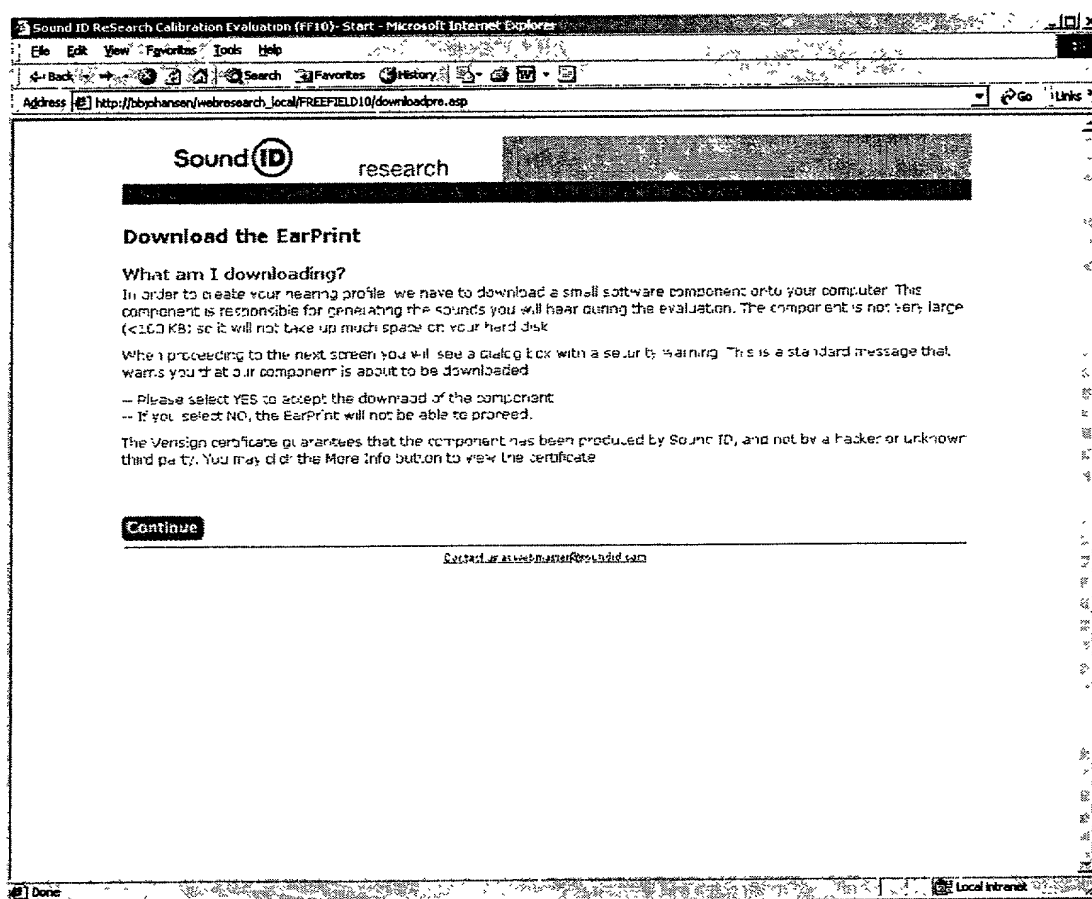 Sound ID ReSearch Calibration Evaluation (FF10)- Start - Microsoft Internet Explorer
File Edit View Favorites Tools Help
Back Search Favorites History
Address http://bbjohansen/webresearch_local/FREEFIELD10/downloadpre.asp Go Links
Sound ID research
Download the EarPrint
What am I downloading?
In order to create your hearing profile, we have to download a small software component onto your computer. This
component is responsible for generating the sounds you will hear during the evaluation. The component is not very large
(<100 KB) so it will not take up much space on your hard disk
When proceeding to the next screen you will see a dialog box with a security warning. This is a standard message that
warns you that our component is about to be downloaded
-- Please select YES to accept the download of the component
-- If you select NO, the EarPrint will not be able to proceed.
The Verisign certificate guarantees that the component has been produced by Sound ID, and not by a hacker or unknown
third party. You may click the More Info button to view the certificate
Continue
Contact us at webmaster@soundid.com
Done Local intranet